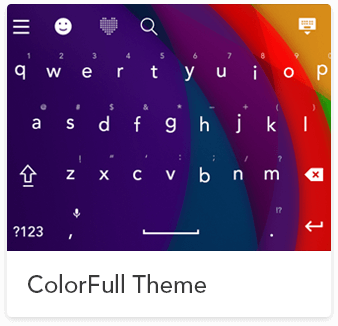 1 2 3 4 5 6 7 8 9 0
q w e r t y u i o p
@ # $ & * - + ( )
a s d f g h j k l
! " ' : ; / ?
z x c v b n m
!?
?123 , .
ColorFull Theme